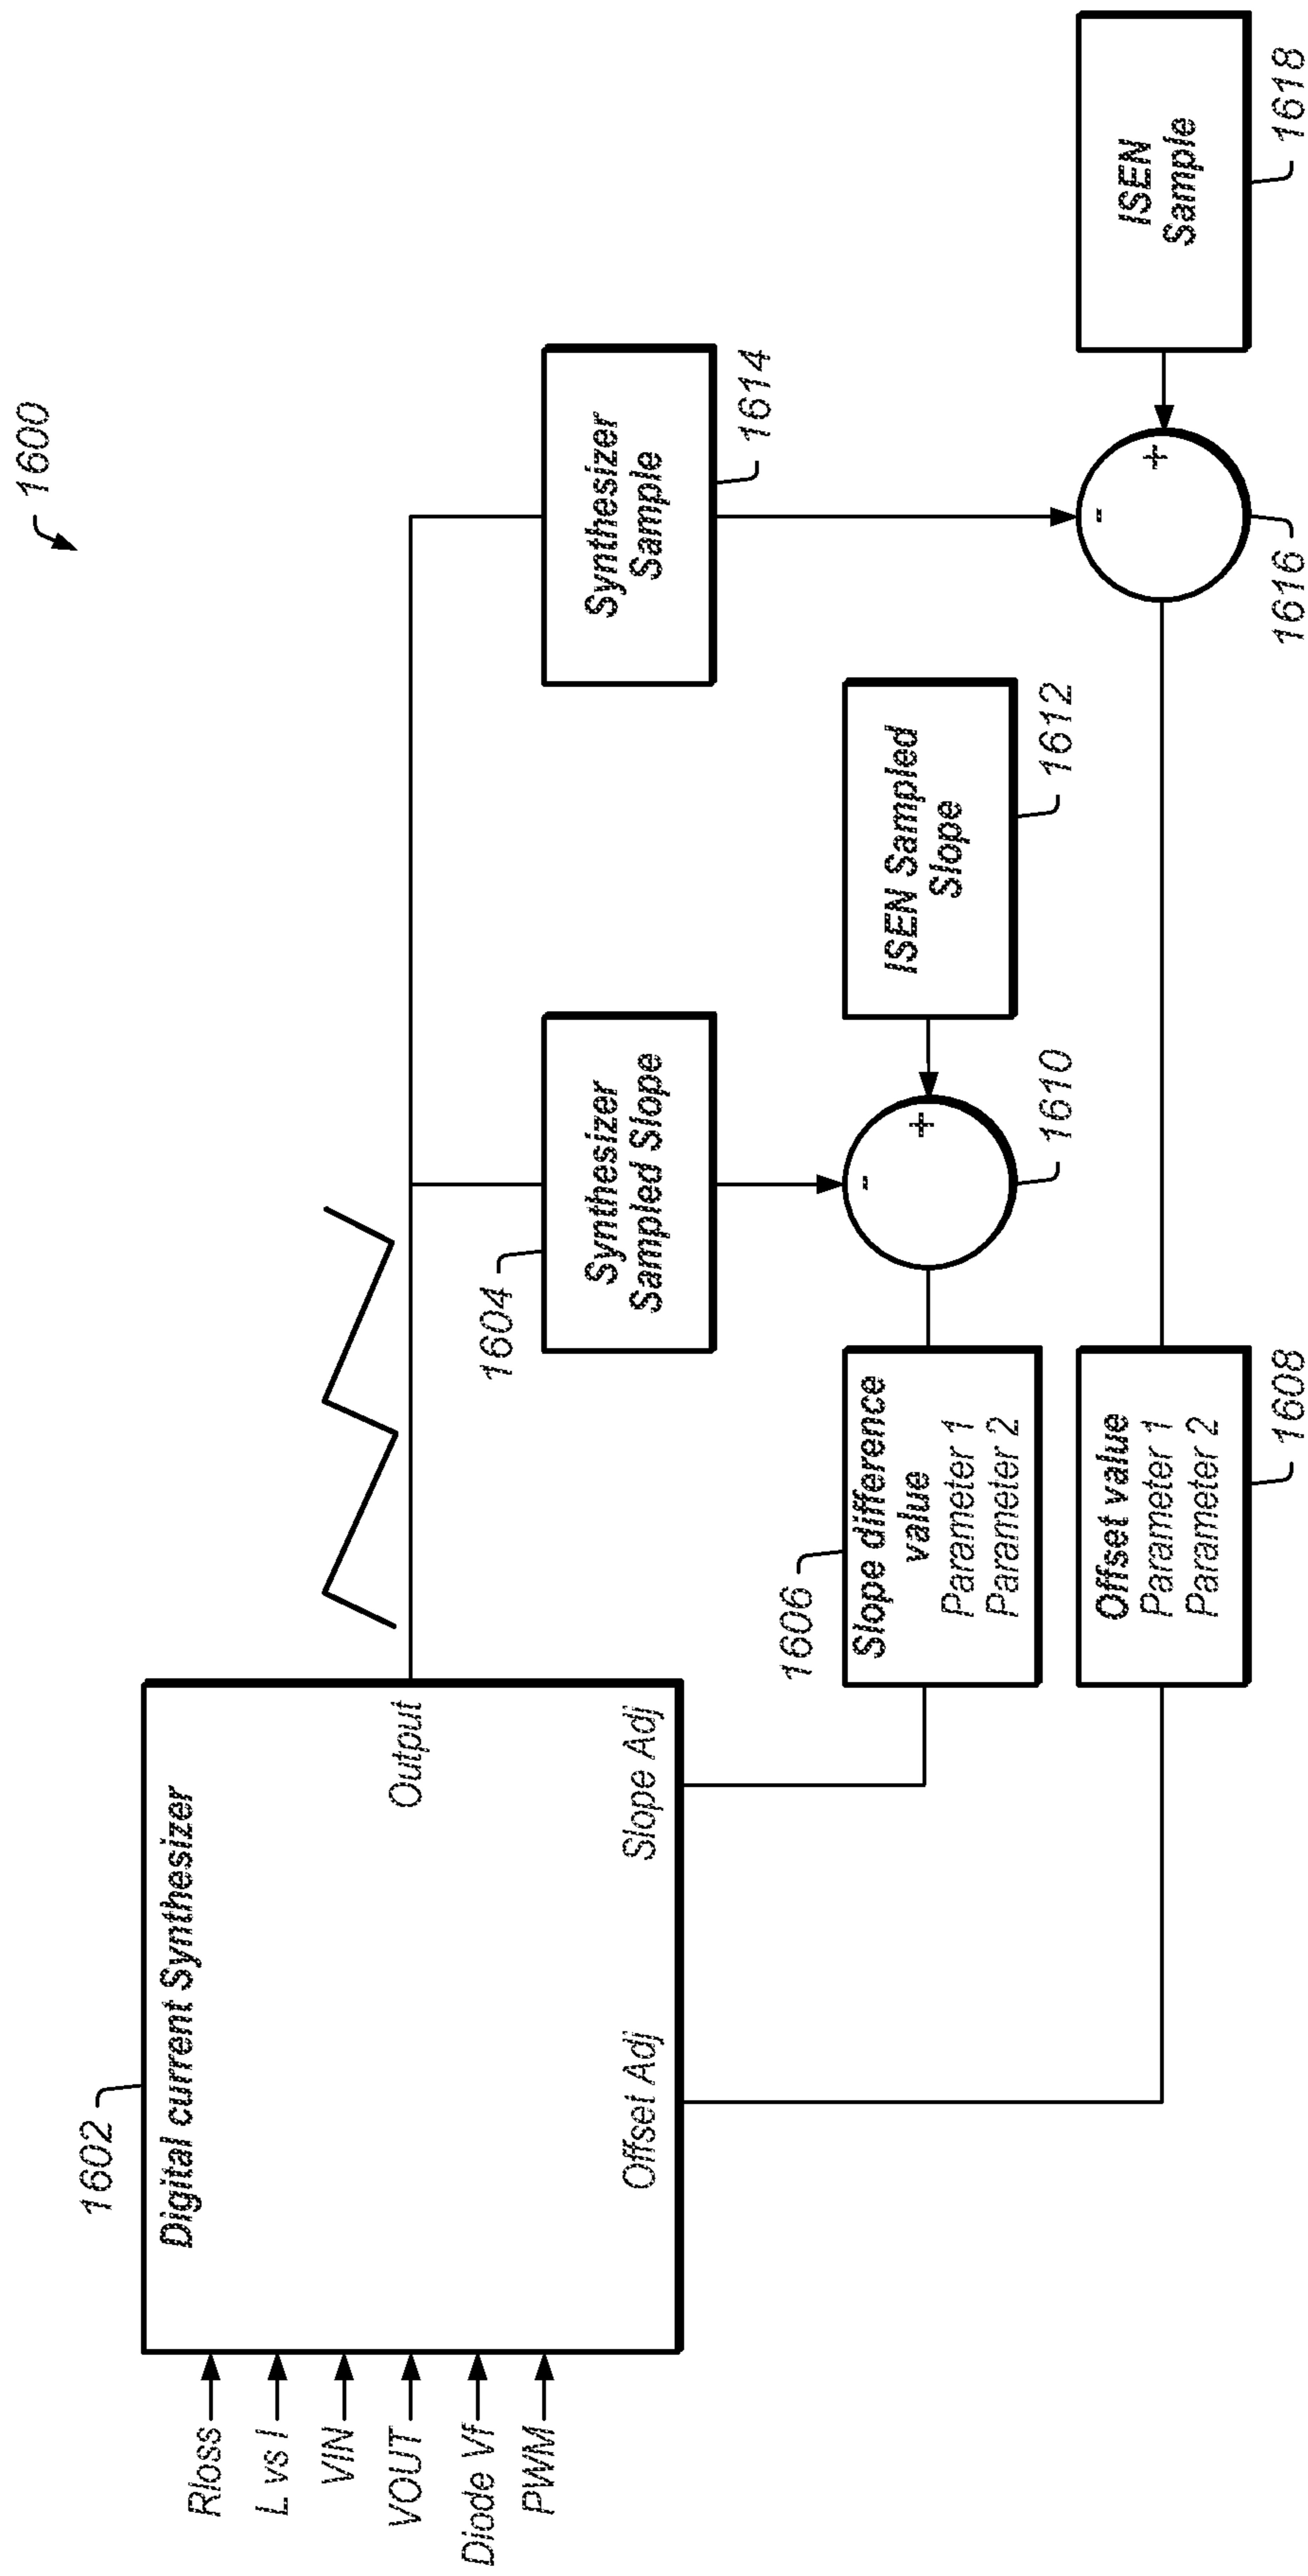 1600
1602
Digital current Synthesizer
Rloss
L vs I
VIN
VOUT
Diode Vf
PWM
Output
Offset Adj
Slope Adj
1604
Synthesizer
Sampled Slope
Synthesizer
Sample
1614
1606
Slope difference
value
Parameter 1
Parameter 2
-
+
1610
ISEN Sampled
Slope
1612
Offset value
Parameter 1
Parameter 2
1608
-
+
1616
ISEN
Sample
1618